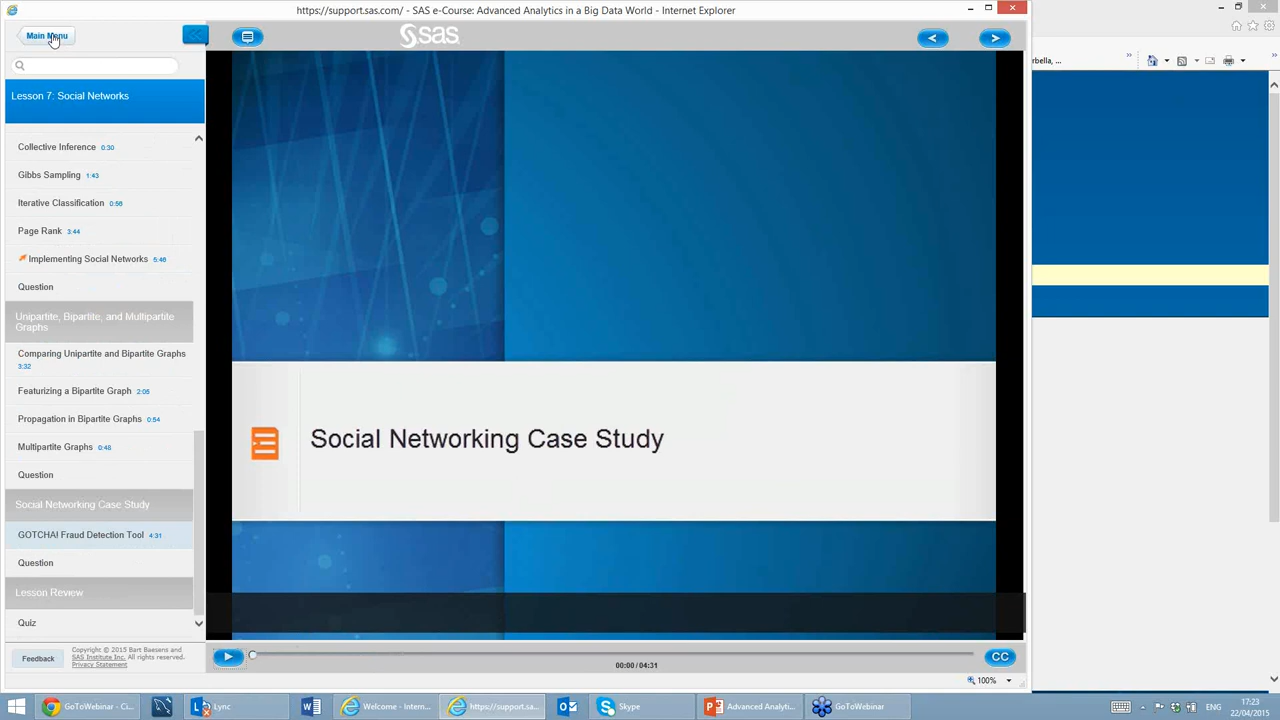 https://support.sas.com/ - SAS e-Course: Advanced Analytics in a Big Data World - Internet Explorer
Main Menu
sas
Lesson 7: Social Networks
Collective Inference 0:30
Gibbs Sampling 1:43
Iterative Classification 0:56
Page Rank 3:44
Implementing Social Networks 5:46
Question
Unipartite, Bipartite, and Multipartite
Graphs
Comparing Unipartite and Bipartite Graphs
3:32
Featurizing a Bipartite Graph 2:05
Propagation in Bipartite Graphs 0:54
Multipartite Graphs 0:48
Question
Social Networking Case Study
GOTCHA! Fraud Detection Tool 4:31
Question
Lesson Review
Quiz
Feedback
Copyright © 2015 Bart Baesens and
SAS Institute Inc. All rights reserved.
Privacy Statement
Social Networking Case Study
00:00 / 04:31
CC
100%
rbella, ...
GoToWebinar - Ci...
Lync
Welcome - Intern...
https://support.sa...
Skype
Advanced Analyti...
GoToWebinar
ENG
17:23
22/04/2015